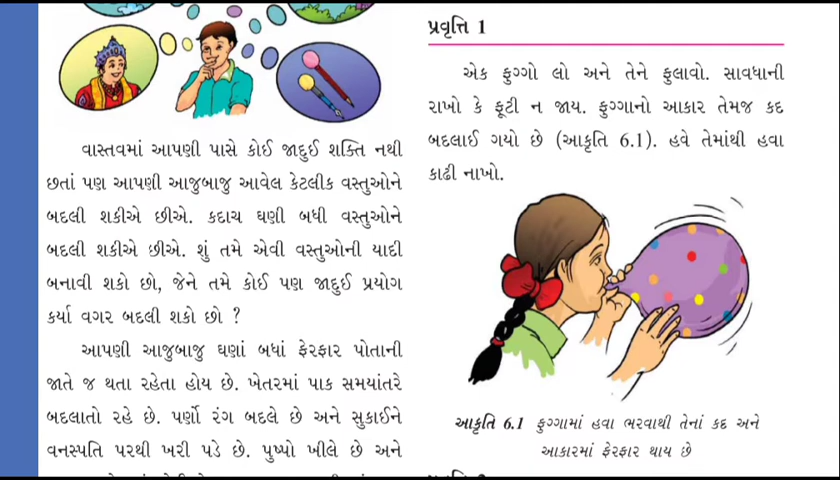 વાસ્તવમાં આપણી પાસે કોઈ જાદુઈ શક્તિ નથી
છતાં પણ આપણી આજુબાજુ આવેલ કેટલીક વસ્તુઓને
બદલી શકીએ છીએ. કદાચ ઘણી બધી વસ્તુઓને
બદલી શકીએ છીએ. શું તમે એવી વસ્તુઓની યાદી
બનાવી શકો છો, જેને તમે કોઈ પણ જાદુઈ પ્રયોગ
કર્યા વગર બદલી શકો છો ?
આપણી આજુબાજુ ઘણાં બધાં ફેરફાર પોતાની
જાતે જ થતા રહેતા હોય છે. ખેતરમાં પાક સમયાંતરે
બદલાતો રહે છે. પર્ણો રંગ બદલે છે અને સુકાઈને
વનસ્પતિ પરથી ખરી પડે છે. પુષ્પો ખીલે છે અને
પ્રવૃત્તિ 1
એક ફુગ્ગો લો અને તેને ફુલાવો. સાવધાની
રાખો કે ફૂટી ન જાય. ફુગ્ગાનો આકાર તેમજ કદ
બદલાઈ ગયો છે (આકૃતિ 6.1). હવે તેમાંથી હવા
કાઢી નાખો.
આકૃતિ 6.1 ફુગ્ગામાં હવા ભરવાથી તેનાં કદ અને
આકારમાં ફેરફાર થાય છે